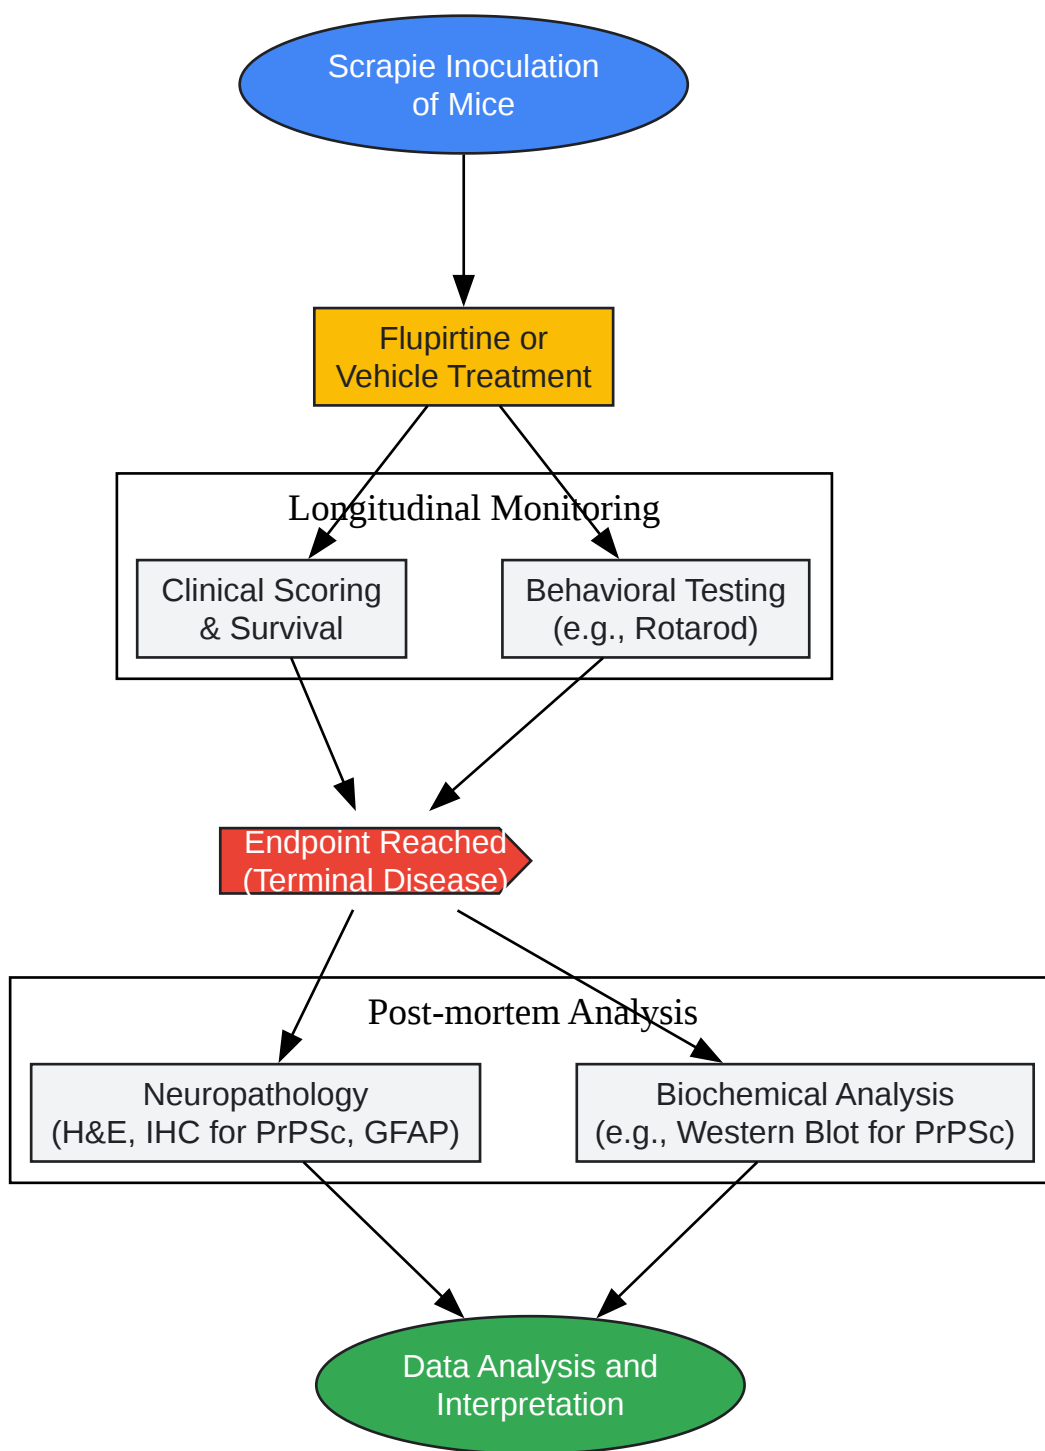 Scrapie Inoculation
of Mice
Flupirtine or
Vehicle Treatment
Longitudinal Monitoring
Clinical Scoring
& Survival
Behavioral Testing
(e.g., Rotarod)
Endpoint Reached
(Terminal Disease)
Post-mortem Analysis
Neuropathology
(H&E, IHC for PrPSc, GFAP)
Biochemical Analysis
(e.g., Western Blot for PrPSc)
Data Analysis and
Interpretation